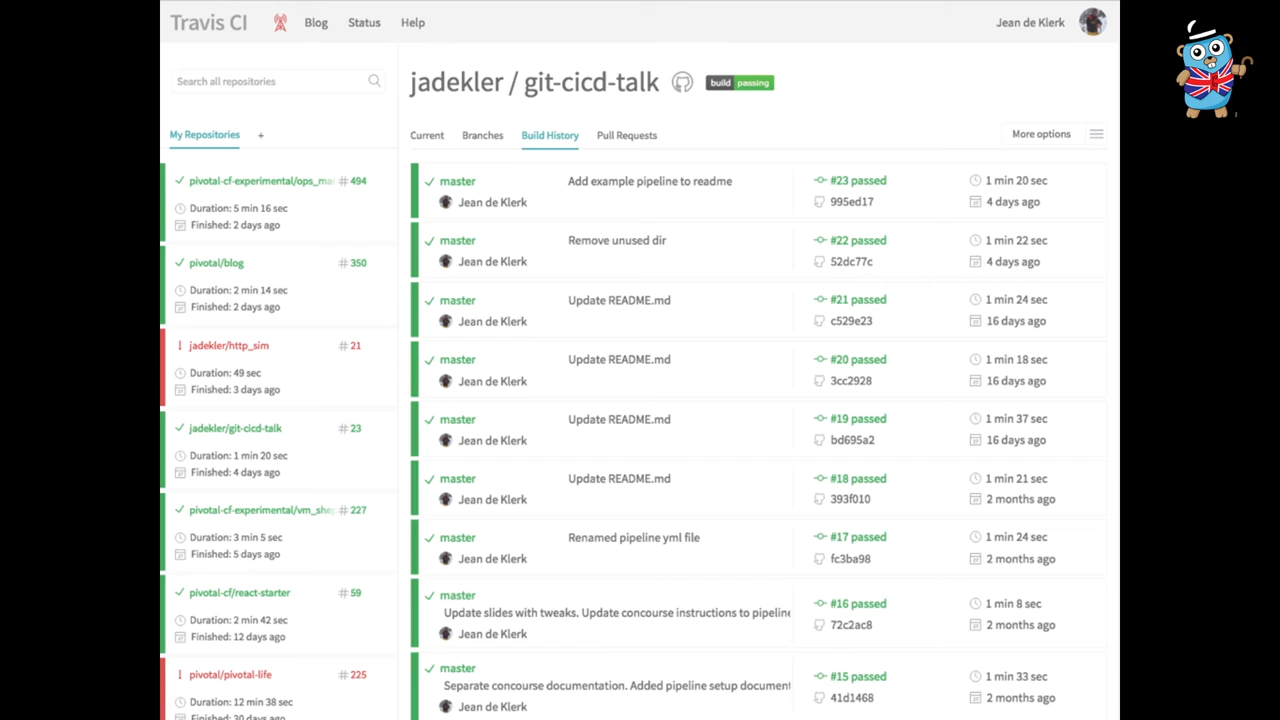 Travis CI
Blog
Status
Help
Jean de Klerk
Search all repositories
My Repositories
+
pivotal-cf-experimental/ops_ma
# 494
Duration: 5 min 16 sec
Finished: 2 days ago
pivotal/blog
# 350
Duration: 2 min 14 sec
Finished: 2 days ago
! jadekler/http_sim
# 21
Duration: 49 sec
Finished: 3 days ago
jadekler/git-cicd-talk
# 23
Duration: 1 min 20 sec
Finished: 4 days ago
pivotal-cf-experimental/vm_she
# 227
Duration: 3 min 5 sec
Finished: 5 days ago
pivotal-cf/react-starter
# 59
Duration: 2 min 42 sec
Finished: 12 days ago
! pivotal/pivotal-life
# 225
Duration: 12 min 38 sec
Finished: 30 days ago
jadekler / git-cicd-talk
build passing
Current
Branches
Build History
Pull Requests
More options
master
Add example pipeline to readme
#23 passed
1 min 20 sec
Jean de Klerk
995ed17
4 days ago
master
Remove unused dir
#22 passed
1 min 22 sec
Jean de Klerk
52dc77c
4 days ago
master
Update README.md
#21 passed
1 min 24 sec
Jean de Klerk
c529e23
16 days ago
master
Update README.md
#20 passed
1 min 18 sec
Jean de Klerk
3cc2928
16 days ago
master
Update README.md
#19 passed
1 min 37 sec
Jean de Klerk
bd695a2
16 days ago
master
Update README.md
#18 passed
1 min 21 sec
Jean de Klerk
393f010
2 months ago
master
Renamed pipeline yml file
#17 passed
1 min 24 sec
Jean de Klerk
fc3ba98
2 months ago
master
Update slides with tweaks. Update concourse instructions to pipeline
#16 passed
1 min 8 sec
Jean de Klerk
72c2ac8
2 months ago
master
Separate concourse documentation. Added pipeline setup document
#15 passed
1 min 33 sec
Jean de Klerk
41d1468
2 months ago